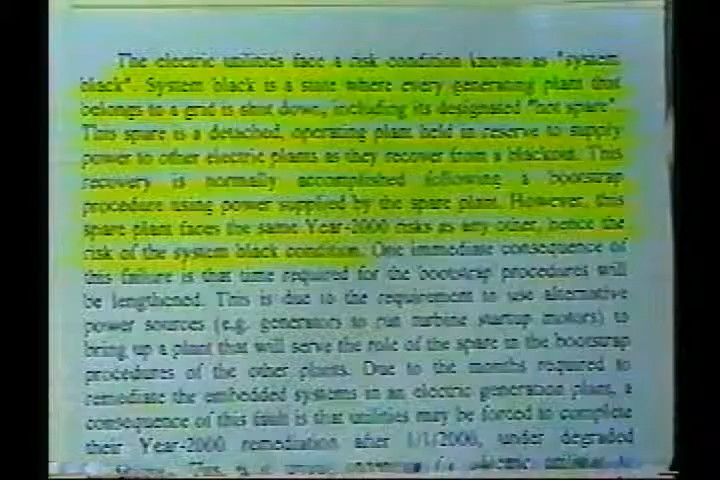 The electric utilities face a risk condition known as "system
black". System black is a state where every generating plant that
belongs to a grid is shut down, including its designated "hot spare".
This spare is a detached, operating plant held in reserve to supply
power to other electric plants as they recover from a blackout. This
recovery is normally accomplished following a bootstrap
procedure using power supplied by the spare plant. However, this
spare plant faces the same Year-2000 risks as any other, hence the
risk of the system black condition. One immediate consequence of
this failure is that time required for the bootstrap procedures will
be lengthened. This is due to the requirement to use alternative
power sources (e.g. generators to run turbine startup motors) to
bring up a plant that will serve the role of the spare in the bootstrap
procedures of the other plants. Due to the months required to
remediate the embedded systems in an electric generation plant, a
consequence of this fault is that utilities may be forced to complete
their Year-2000 remediation after 1/1/2000, under degraded